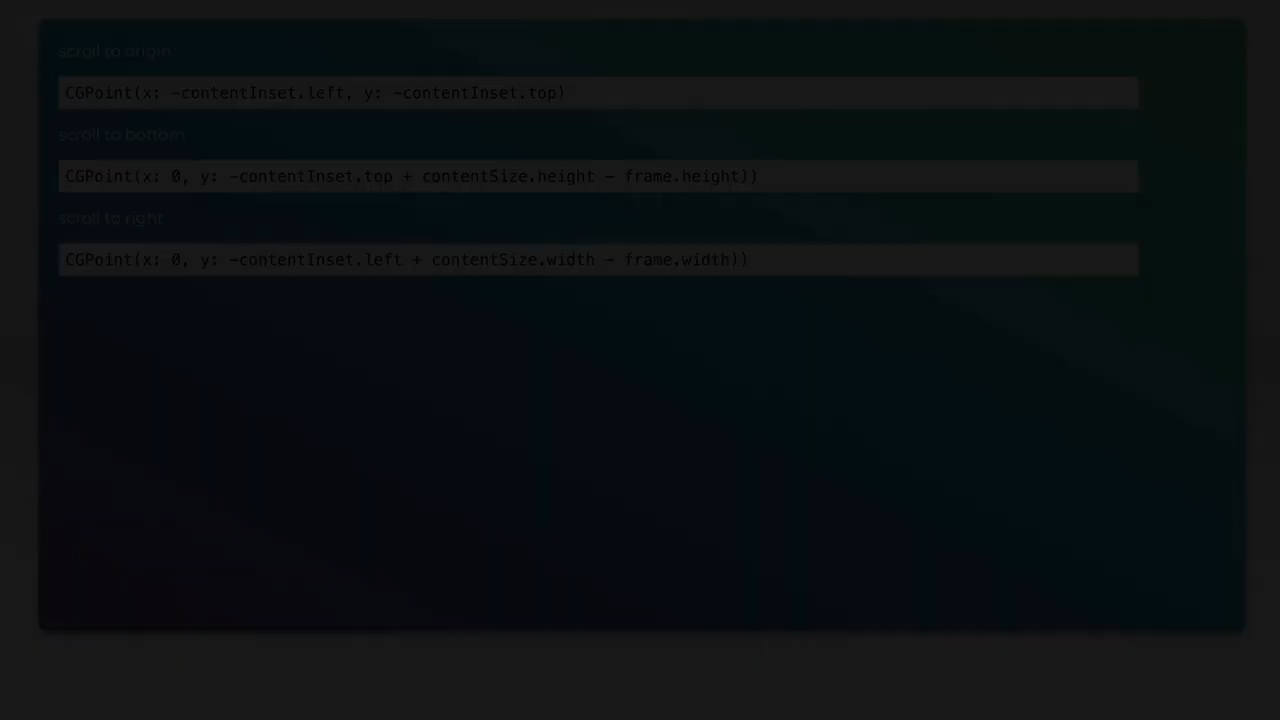 scroll to origin
CGPoint(x: -contentInset.left, y: -contentInset.top)
scroll to bottom
CGPoint(x: 0, y: -contentInset.top + contentSize.height - frame.height))
scroll to right
CGPoint(x: 0, y: -contentInset.left + contentSize.width - frame.width))